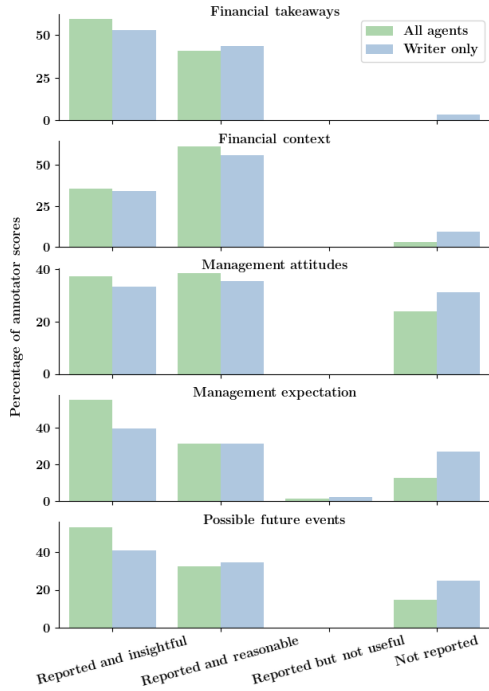 Financial takeaways
All agents
Writer only
50
25
0
Financial context
50
25
0
Management attitudes
40
20
0
Management expectation
40
20
0
Possible future events
40
20
0
Percentage of annotator scores
Reported and insightful
Reported and reasonable
Reported but not useful
Not reported